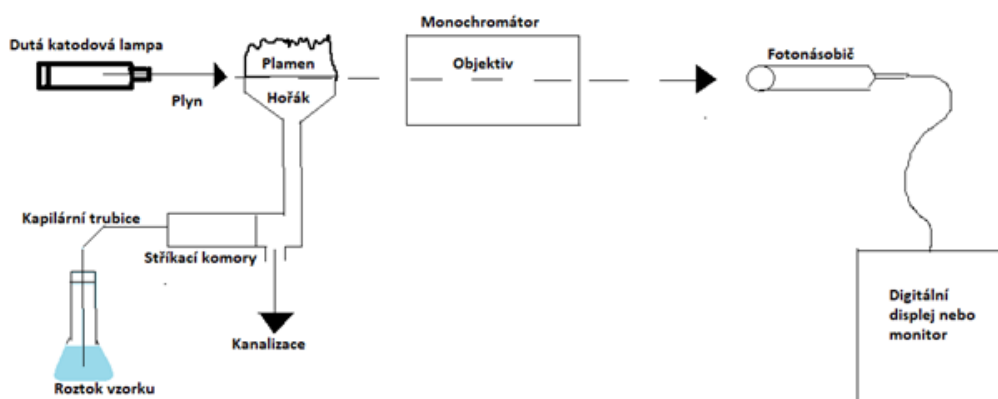 Dutá katodová lampa
Plyn
Plamen
Hořák
Monochromátor
Objektiv
Fotonásobič
Kapilární trubice
Stříkací komory
Kanalizace
Roztok vzorku
Digitální
displej nebo
monitor